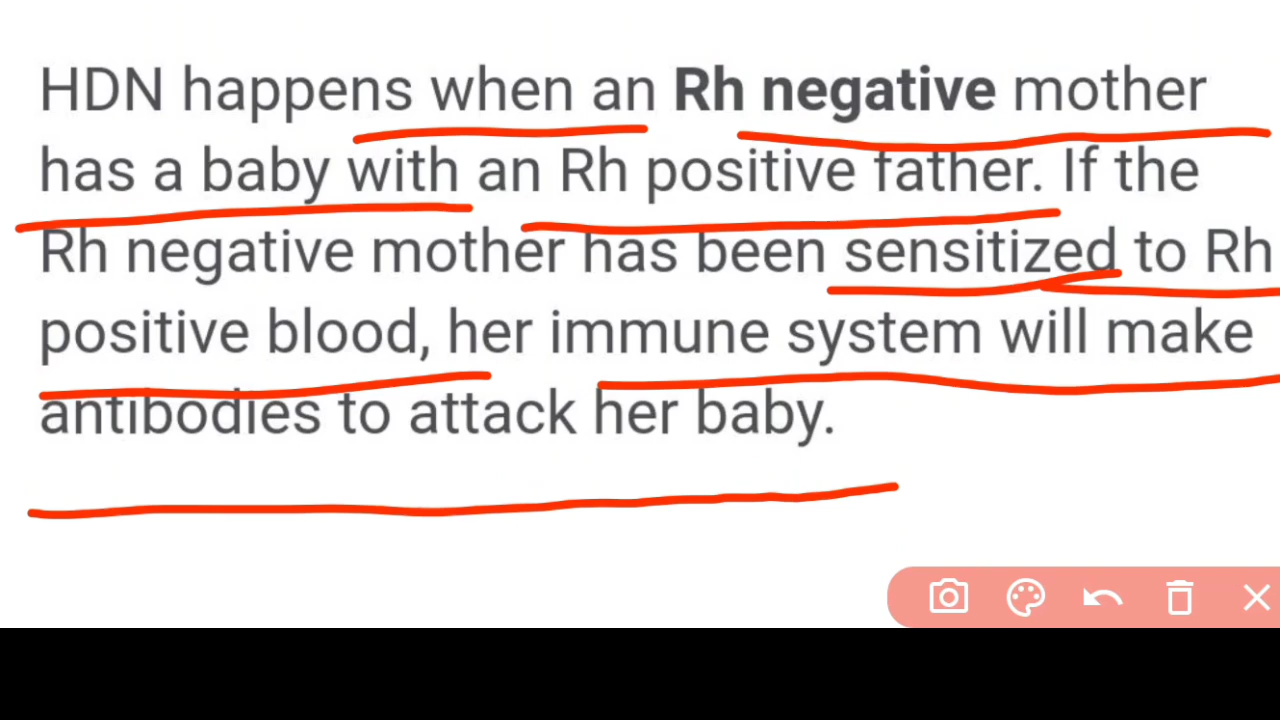 HDN happens when an Rh negative mother
has a baby with an Rh positive father. If the
Rh negative mother has been sensitized to Rh
positive blood, her immune system will make
antibodies to attack her baby.